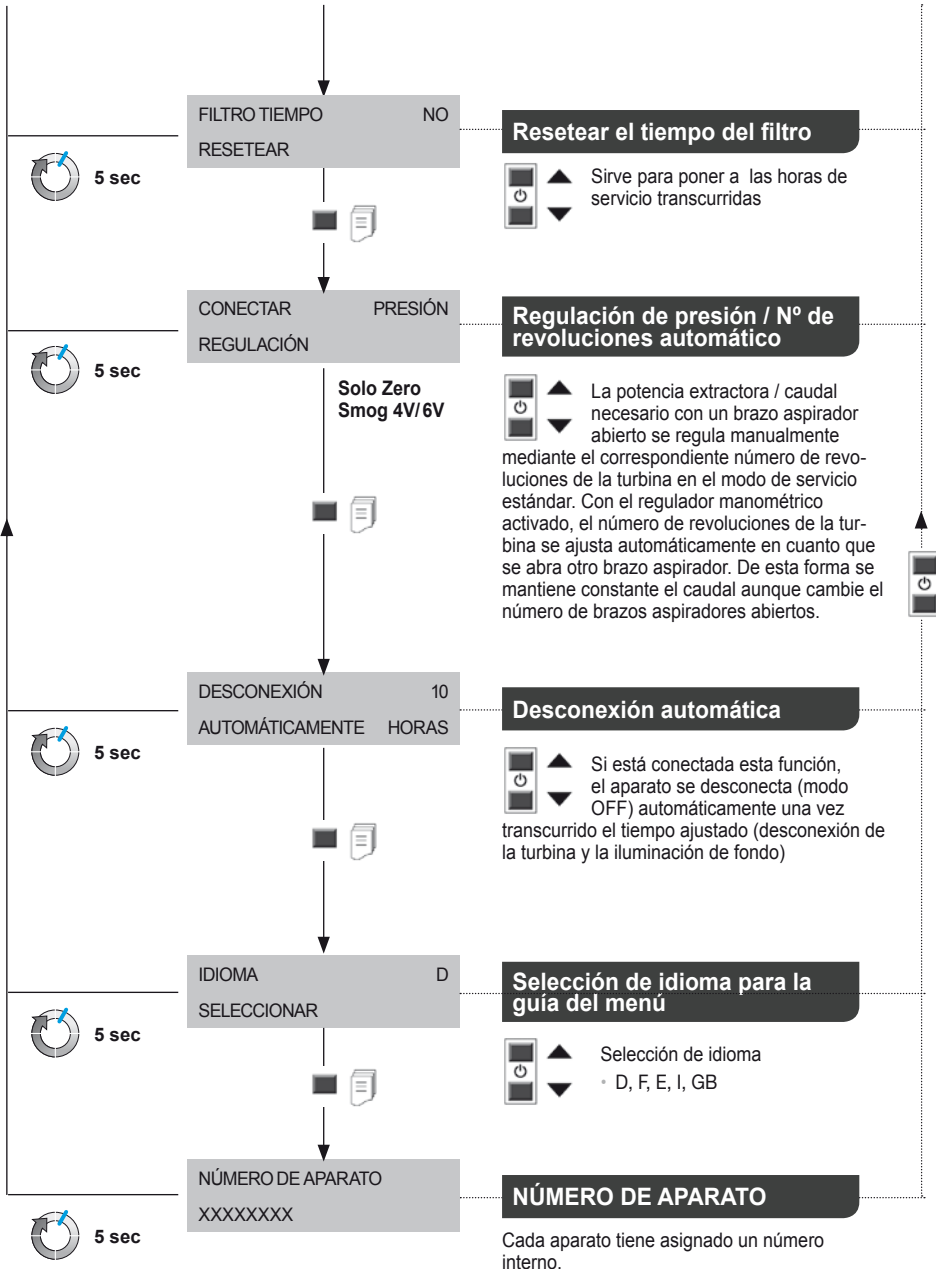 FILTRO TIEMPO NO
RESETEAR
5 sec
Resetear el tiempo del filtro
Sirve para poner a las horas de
servicio transcurridas
CONECTAR PRESIÓN
REGULACIÓN
5 sec
Solo Zero
Smog 4V/6V
Regulación de presión / Nº de
revoluciones automático
La potencia extractora / caudal
necesario con un brazo aspirador
abierto se regula manualmente
mediante el correspondiente número de revo-
luciones de la turbina en el modo de servicio
estándar. Con el regulador manométrico
activado, el número de revoluciones de la tur-
bina se ajusta automáticamente en cuanto que
se abra otro brazo aspirador. De esta forma se
mantiene constante el caudal aunque cambie el
número de brazos aspiradores abiertos.
DESCONEXIÓN 10
AUTOMÁTICAMENTE HORAS
5 sec
Desconexión automática
Si está conectada esta función,
el aparato se desconecta (modo
OFF) automáticamente una vez
transcurrido el tiempo ajustado (desconexión de
la turbina y la iluminación de fondo)
IDIOMA D
SELECCIONAR
5 sec
Selección de idioma para la
guía del menú
Selección de idioma
• D, F, E, I, GB
NÚMERO DE APARATO
XXXXXXXX
5 sec
NÚMERO DE APARATO
Cada aparato tiene asignado un número
interno.